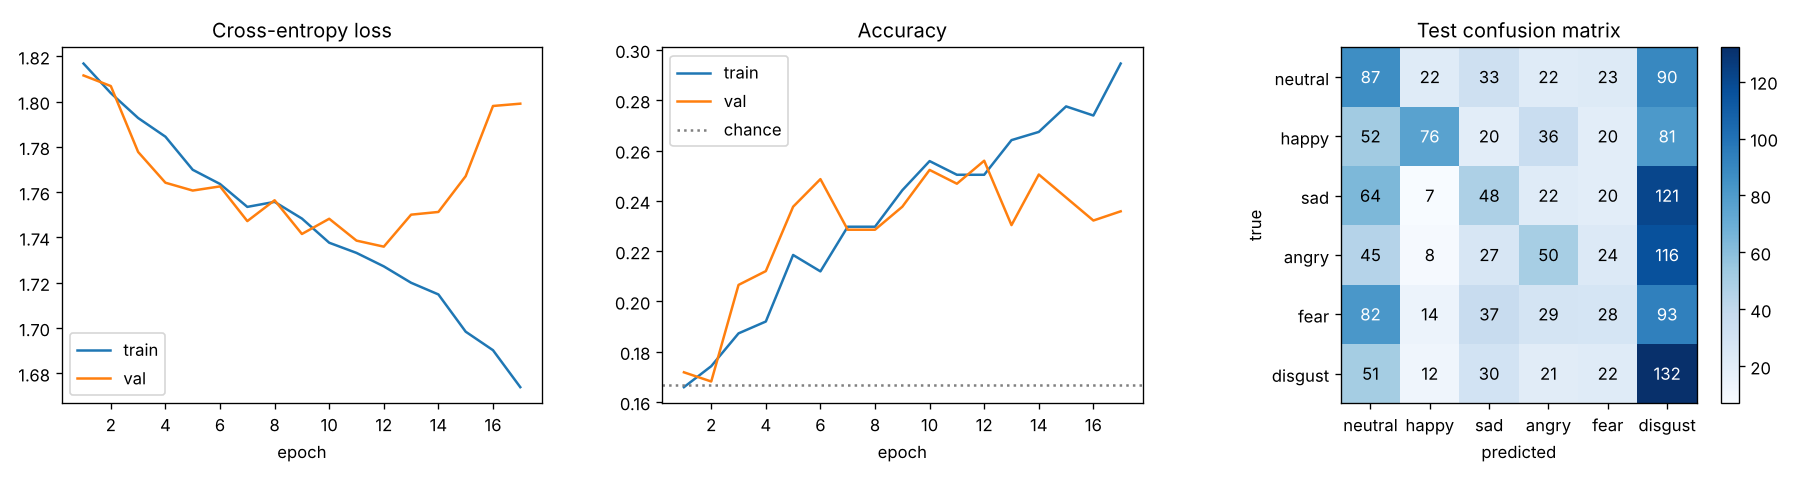 Cross-entropy loss
1.82
1.80
1.78
1.76
1.74
1.72
1.70
1.68
train
val
2 4 6 8 10 12 14 16
epoch
Accuracy
0.30
0.28
0.26
0.24
0.22
0.20
0.18
0.16
train
val
chance
2 4 6 8 10 12 14 16
epoch
Test confusion matrix
true
neutral 87 22 33 22 23 90
happy 52 76 20 36 20 81
sad 64 7 48 22 20 121
angry 45 8 27 50 24 116
fear 82 14 37 29 28 93
disgust 51 12 30 21 22 132
neutral happy sad angry fear disgust
predicted
120
100
80
60
40
20